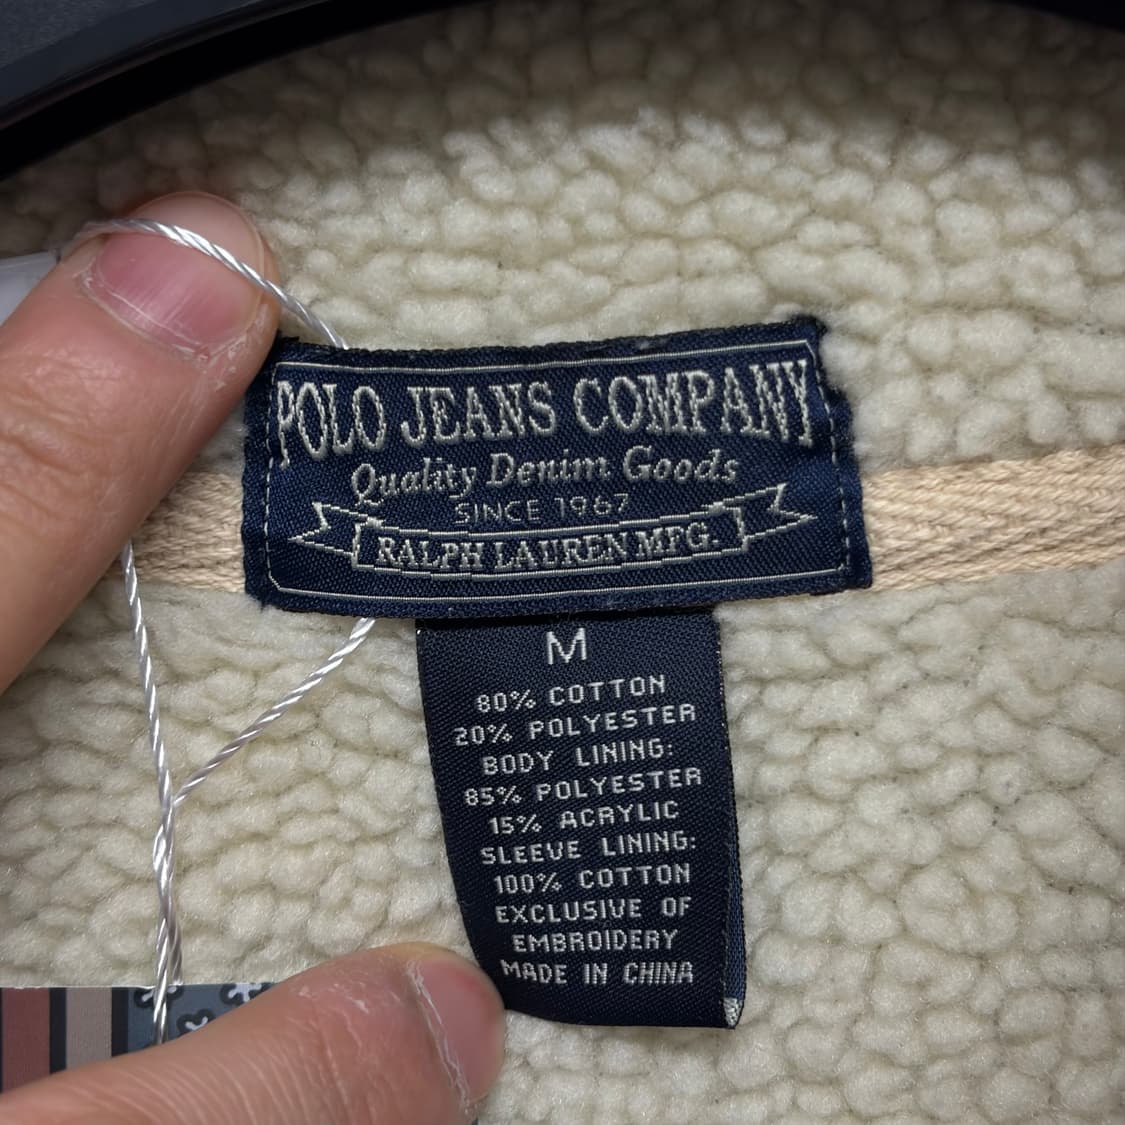 POLO JEANS COMPANY
Quality Denim Goods
SINCE 1967
RALPH LAUREN MFG.
M
80% COTTON
20% POLYESTER
BODY LINING:
85% POLYESTER
15% ACRYLIC
SLEEVE LINING:
100% COTTON
EXCLUSIVE OF
EMBROIDERY
MADE IN CHINA